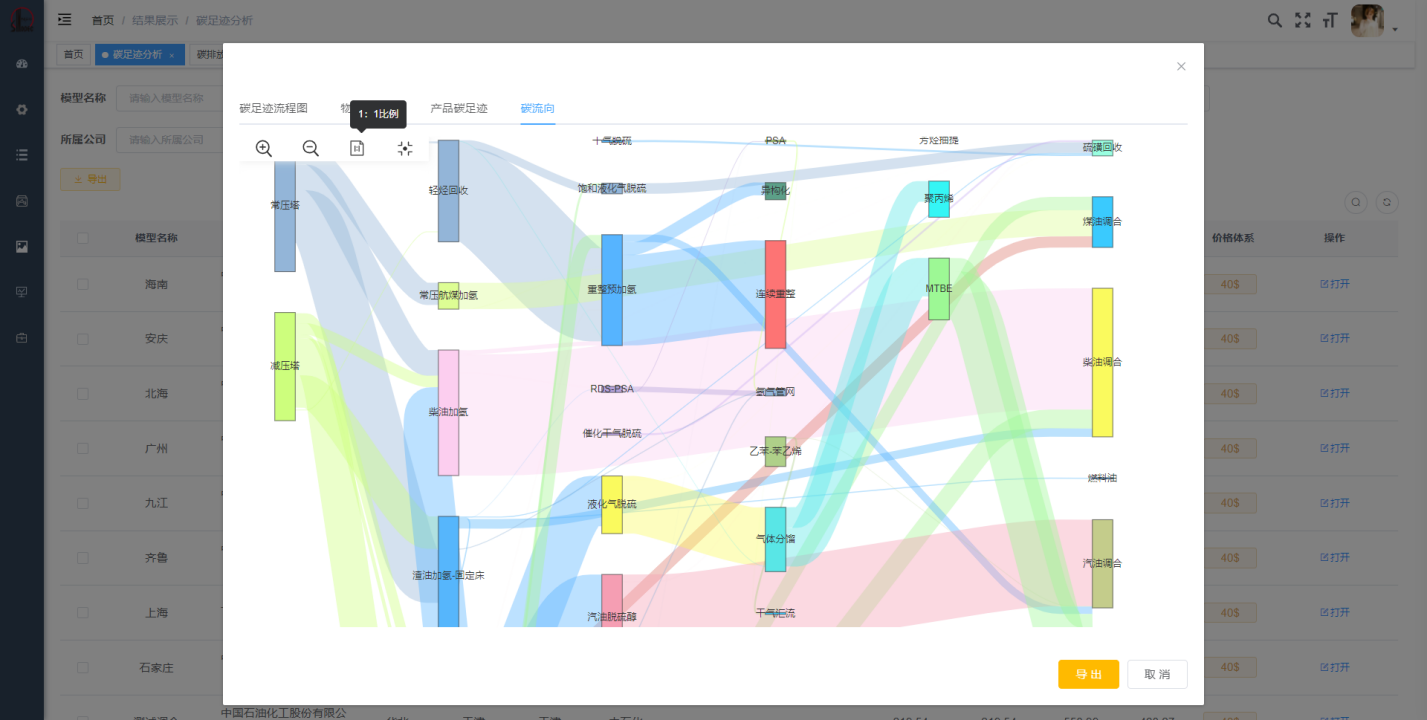 首页 / 结果展示 / 碳足迹分析
首页
碳足迹分析 ×
模型名称 请输入模型名称
所属公司 请输入所属公司
导出
模型名称
价格体系
操作
海南
40$
打开
安庆
40$
打开
北海
40$
打开
广州
40$
打开
九江
40$
打开
齐鲁
40$
打开
上海
40$
打开
石家庄
40$
打开
中国石油化工股份有限公
碳足迹流程图
产品碳足迹
碳流向
1：1比例
常压塔
减压塔
轻烃回收
常压航煤加氢
柴油加氢
渣油加氢-固定床
干气脱硫
饱和液化气脱硫
重整预加氢
RDS-PSA
催化干气脱硫
液化气脱硫
汽油脱硫醇
PSA
异构化
连续重整
氢气管网
乙苯-苯乙烯
气体分馏
干气柜流
芳烃抽提
聚丙烯
MTBE
硫磺回收
煤油调合
柴油调合
燃料油
汽油调合
导 出
取 消